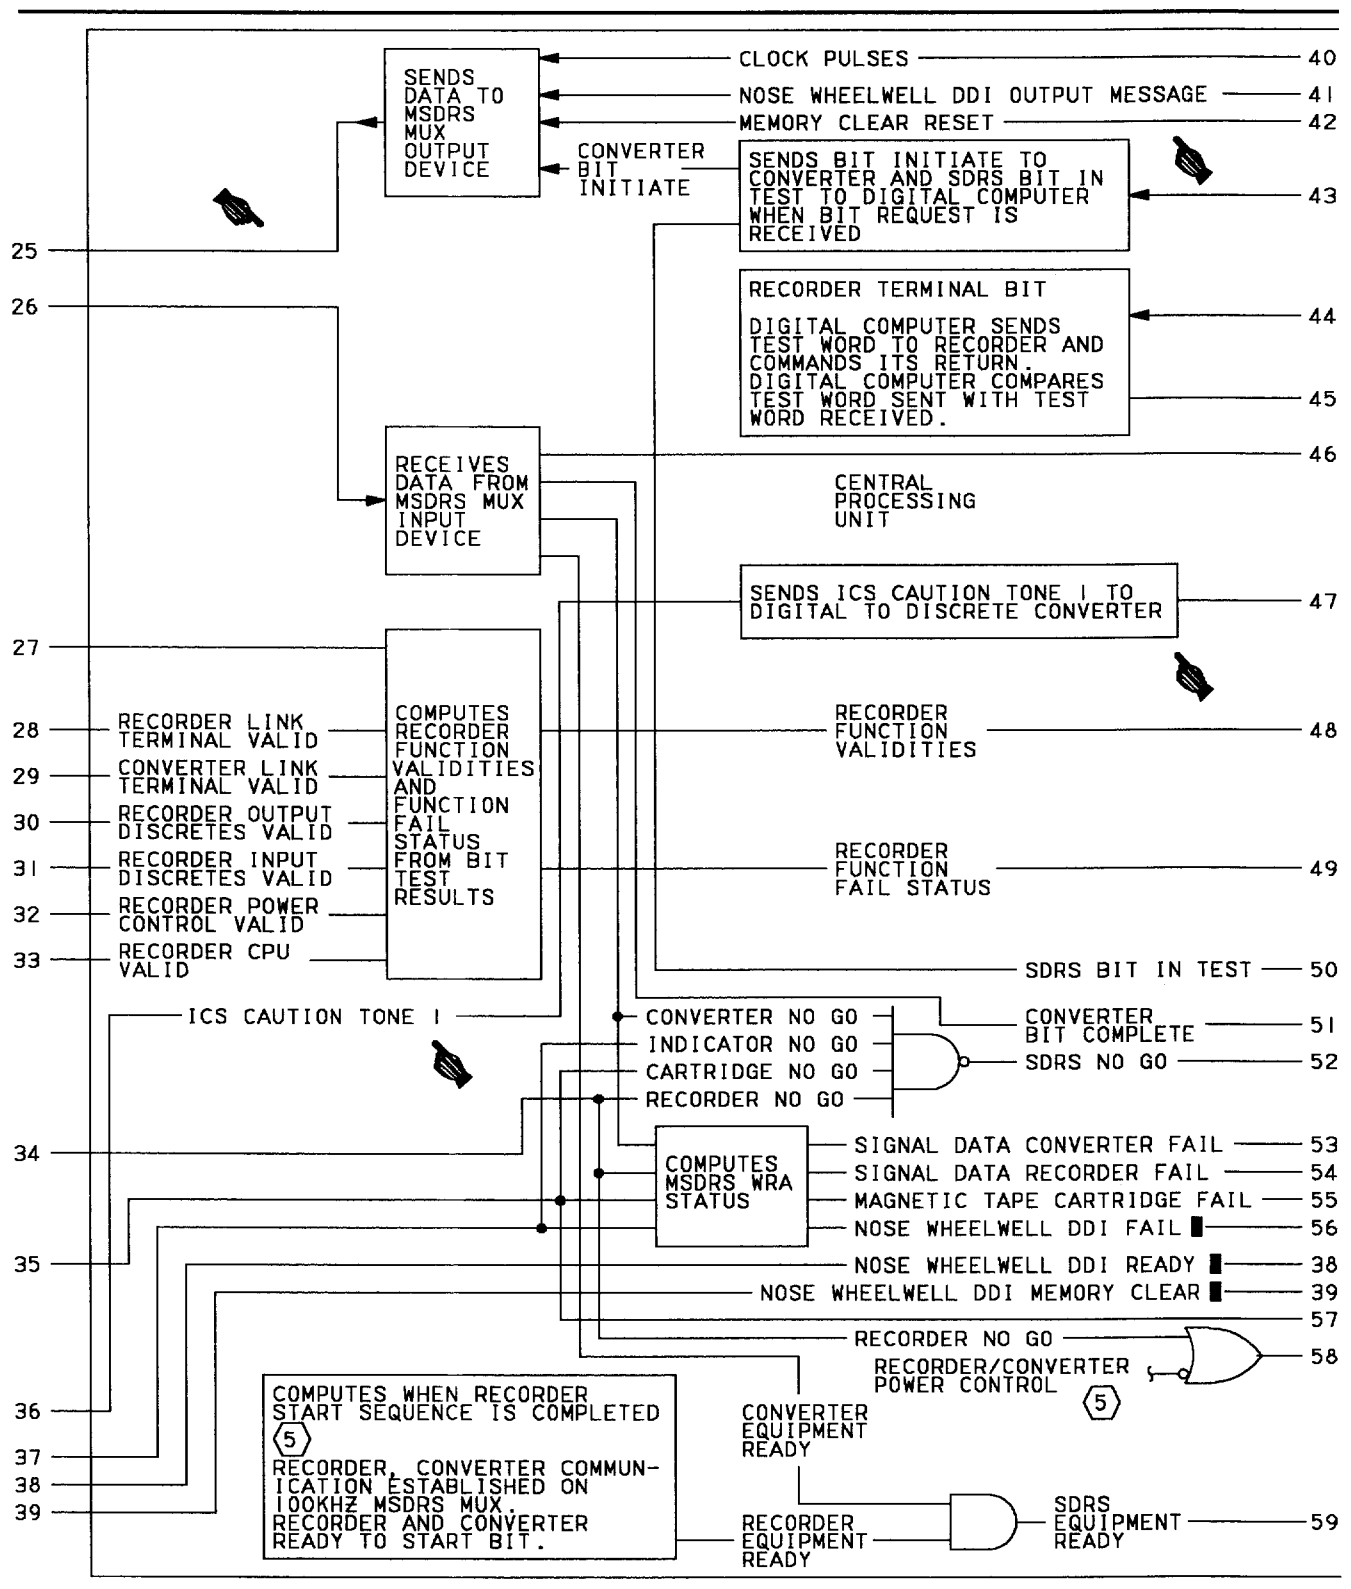 SENDS
DATA TO
MSDRS
MUX
OUTPUT
DEVICE
CLOCK PULSES
40
NOSE WHEELWELL DDI OUTPUT MESSAGE
41
MEMORY CLEAR RESET
42
CONVERTER
BIT
INITIATE
SENDS BIT INITIATE TO
CONVERTER AND SDRS BIT IN
TEST TO DIGITAL COMPUTER
WHEN BIT REQUEST IS
RECEIVED
43
25
26
RECORDER TERMINAL BIT
DIGITAL COMPUTER SENDS
TEST WORD TO RECORDER AND
COMMANDS ITS RETURN.
DIGITAL COMPUTER COMPARES
TEST WORD SENT WITH TEST
WORD RECEIVED.
44
45
RECEIVES
DATA FROM
MSDRS MUX
INPUT
DEVICE
46
CENTRAL
PROCESSING
UNIT
SENDS ICS CAUTION TONE 1 TO
DIGITAL TO DISCRETE CONVERTER
47
27
28
RECORDER LINK
TERMINAL VALID
29
CONVERTER LINK
TERMINAL VALID
30
RECORDER OUTPUT
DISCRETES VALID
31
RECORDER INPUT
DISCRETES VALID
32
RECORDER POWER
CONTROL VALID
33
RECORDER CPU
VALID
COMPUTES
RECORDER
FUNCTION
VALIDITIES
AND
FUNCTION
FAIL
STATUS
FROM BIT
TEST
RESULTS
RECORDER
FUNCTION
VALIDITIES
48
RECORDER
FUNCTION
FAIL STATUS
49
SDRS BIT IN TEST
50
ICS CAUTION TONE 1
CONVERTER NO GO
INDICATOR NO GO
CARTRIDGE NO GO
RECORDER NO GO
CONVERTER
BIT COMPLETE
51
SDRS NO GO
52
34
COMPUTES
MSDRS WRA
STATUS
SIGNAL DATA CONVERTER FAIL
53
SIGNAL DATA RECORDER FAIL
54
MAGNETIC TAPE CARTRIDGE FAIL
55
NOSE WHEELWELL DDI FAIL
56
35
NOSE WHEELWELL DDI READY
38
NOSE WHEELWELL DDI MEMORY CLEAR
39
57
RECORDER NO GO
58
RECORDER/CONVERTER
POWER CONTROL
5
36
37
38
39
COMPUTES WHEN RECORDER
START SEQUENCE IS COMPLETED
5
RECORDER, CONVERTER COMMUN-
ICATION ESTABLISHED ON
100KHZ MSDRS MUX.
RECORDER AND CONVERTER
READY TO START BIT.
CONVERTER
EQUIPMENT
READY
RECORDER
EQUIPMENT
READY
SDRS
EQUIPMENT
READY
59